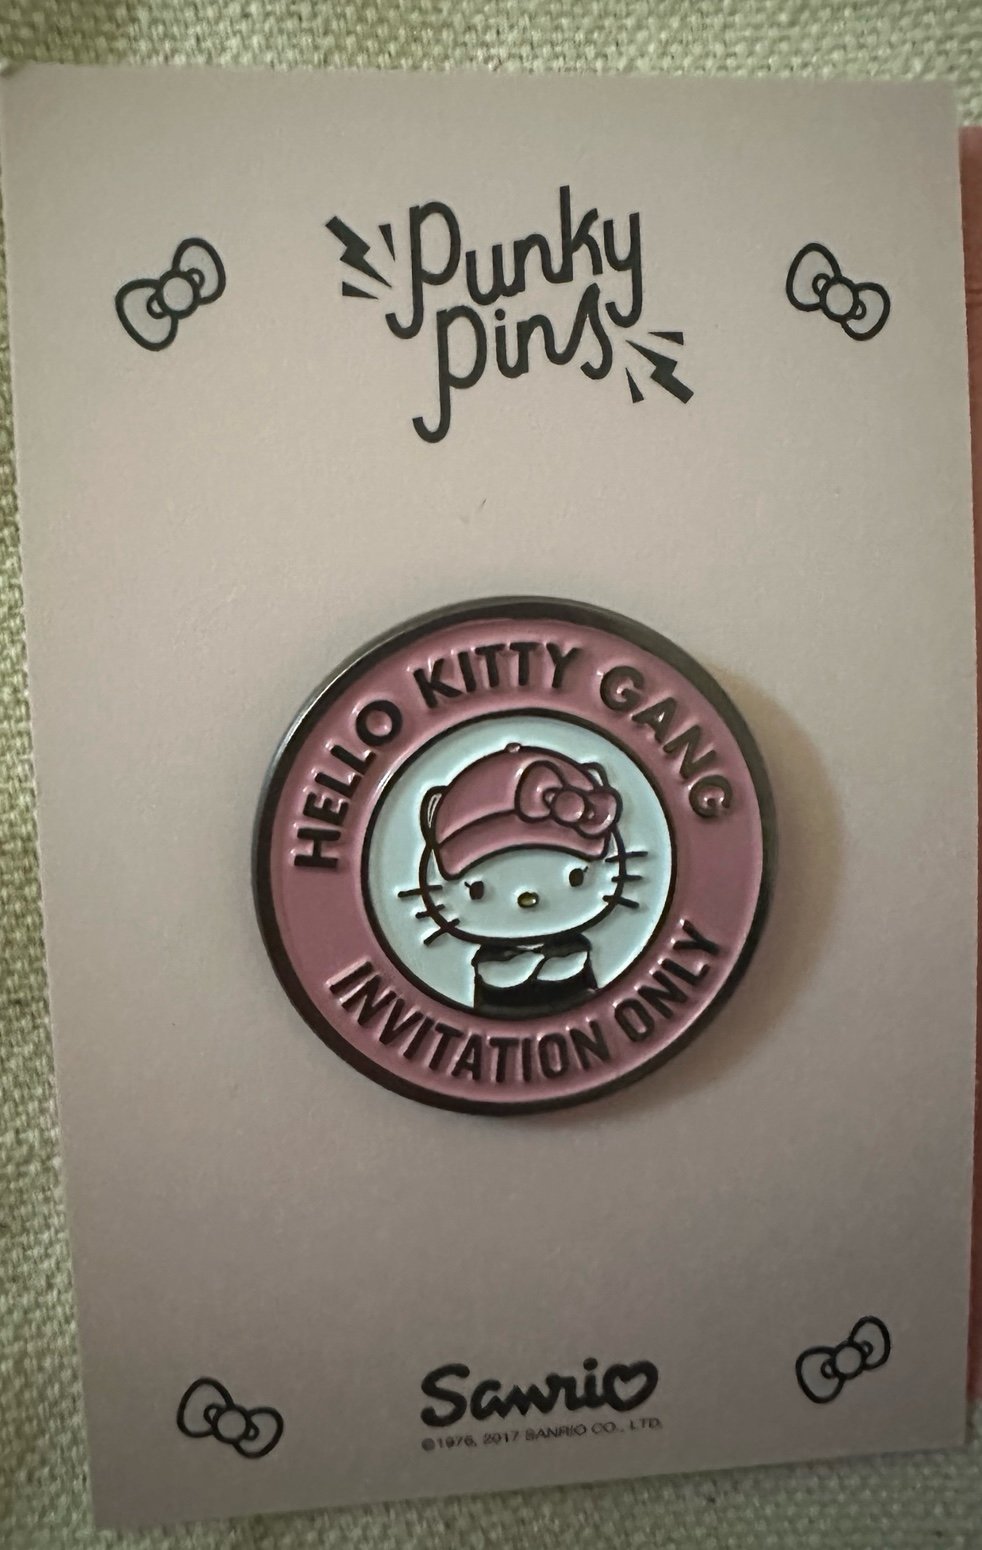 Punky
Pins
HELLO KITTY GANG
INVITATION ONLY
Sanrio
©1976, 2017 SANRIO CO., LTD.